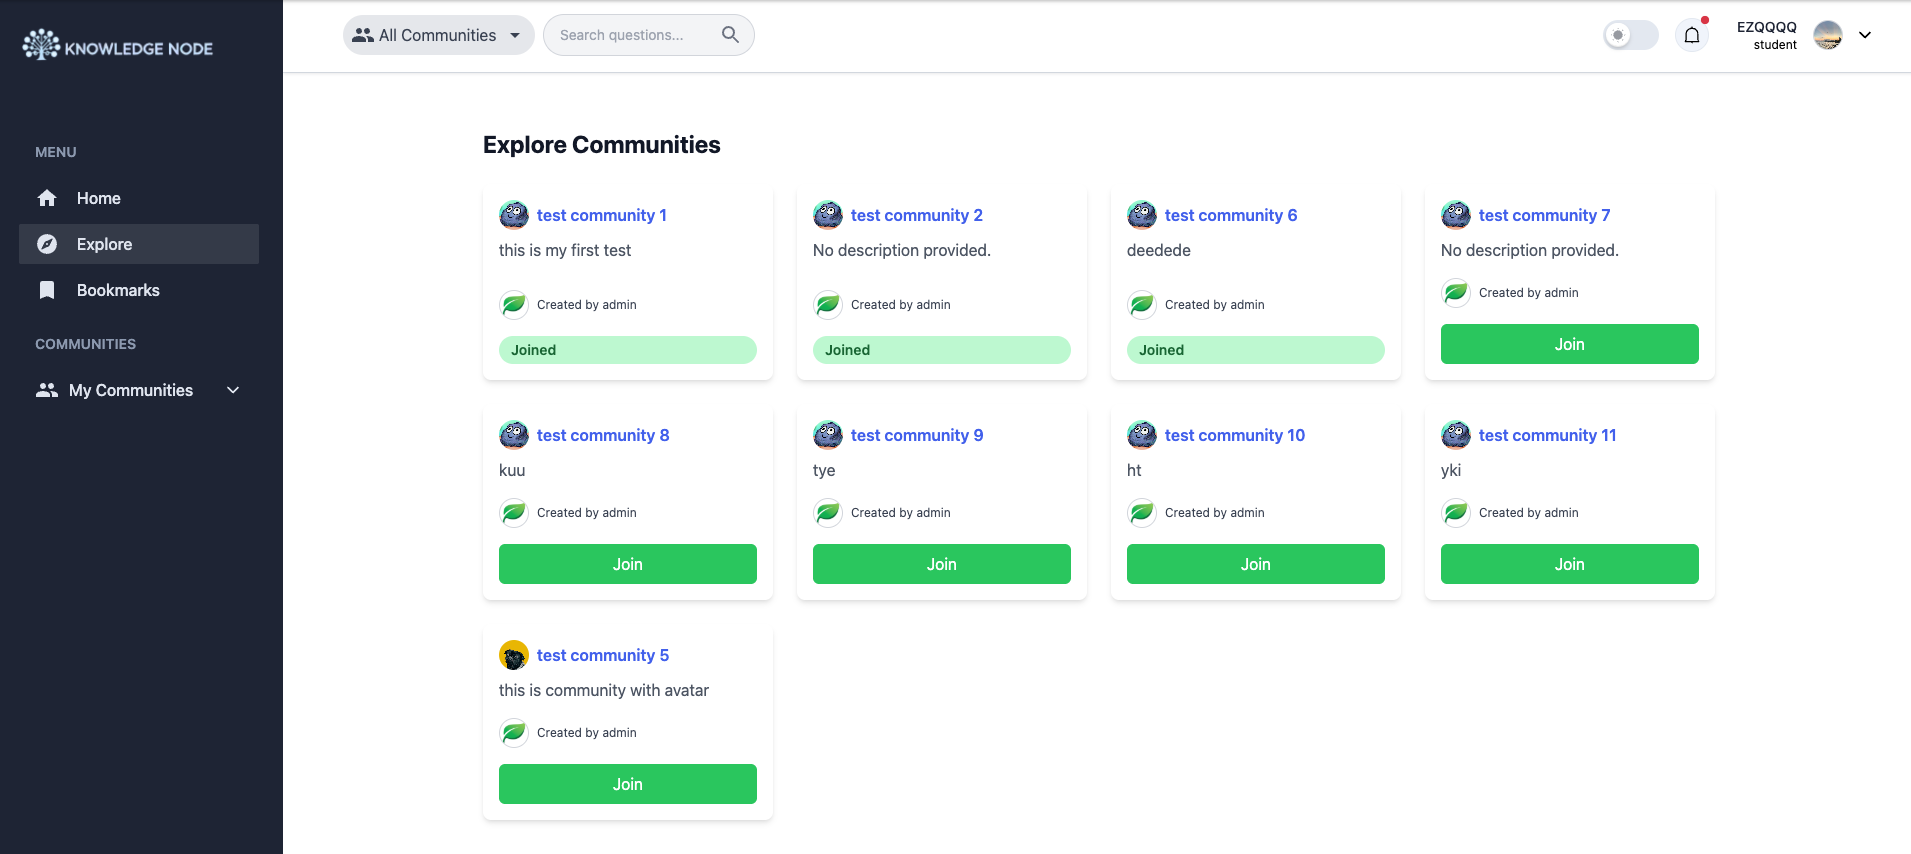 KNOWLEDGE NODE
All Communities
Search questions...
EZQQQQ
student
MENU
Home
Explore
Bookmarks
COMMUNITIES
My Communities
Explore Communities
test community 1
this is my first test
Created by admin
Joined
test community 2
No description provided.
Created by admin
Joined
test community 6
deedede
Created by admin
Joined
test community 7
No description provided.
Created by admin
Join
test community 8
kuu
Created by admin
Join
test community 9
tye
Created by admin
Join
test community 10
ht
Created by admin
Join
test community 11
yki
Created by admin
Join
test community 5
this is community with avatar
Created by admin
Join